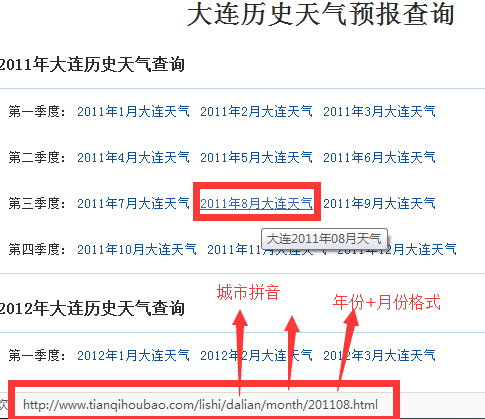 大连历史天气预报查询
2011年大连历史天气查询
第一季度： 2011年1月大连天气 2011年2月大连天气 2011年3月大连天气
第二季度： 2011年4月大连天气 2011年5月大连天气 2011年6月大连天气
第三季度： 2011年7月大连天气 2011年8月大连天气 2011年9月大连天气
大连2011年08月天气
第四季度： 2011年10月大连天气 2011年11月大连天气 2011年12月大连天气
城市拼音
年份+月份格式
2012年大连历史天气查询
第一季度： 2012年1月大连天气 2012年2月大连天气 2012年3月大连天气
次
http://www.tianqihoubao.com/lishi/dalian/month/201108.html